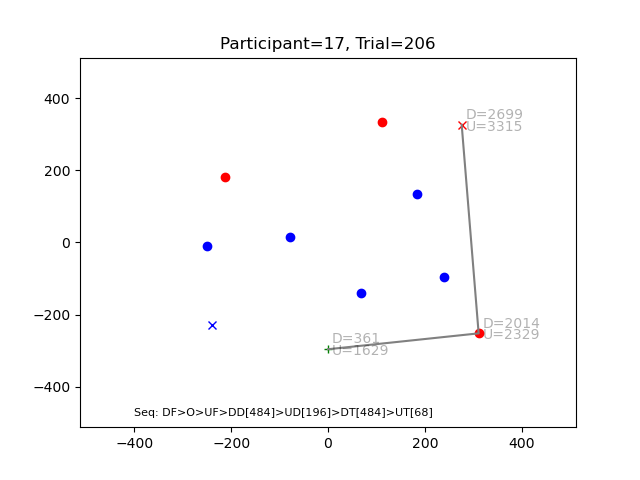 Participant=17, Trial=206
400
200
0
−200
−400
D=2699
U=3315
D=2014
U=2329
D=361
U=1629
Seq: DF>O>UF>DD[484]>UD[196]>DT[484]>UT[68]
−400
−200
0
200
400